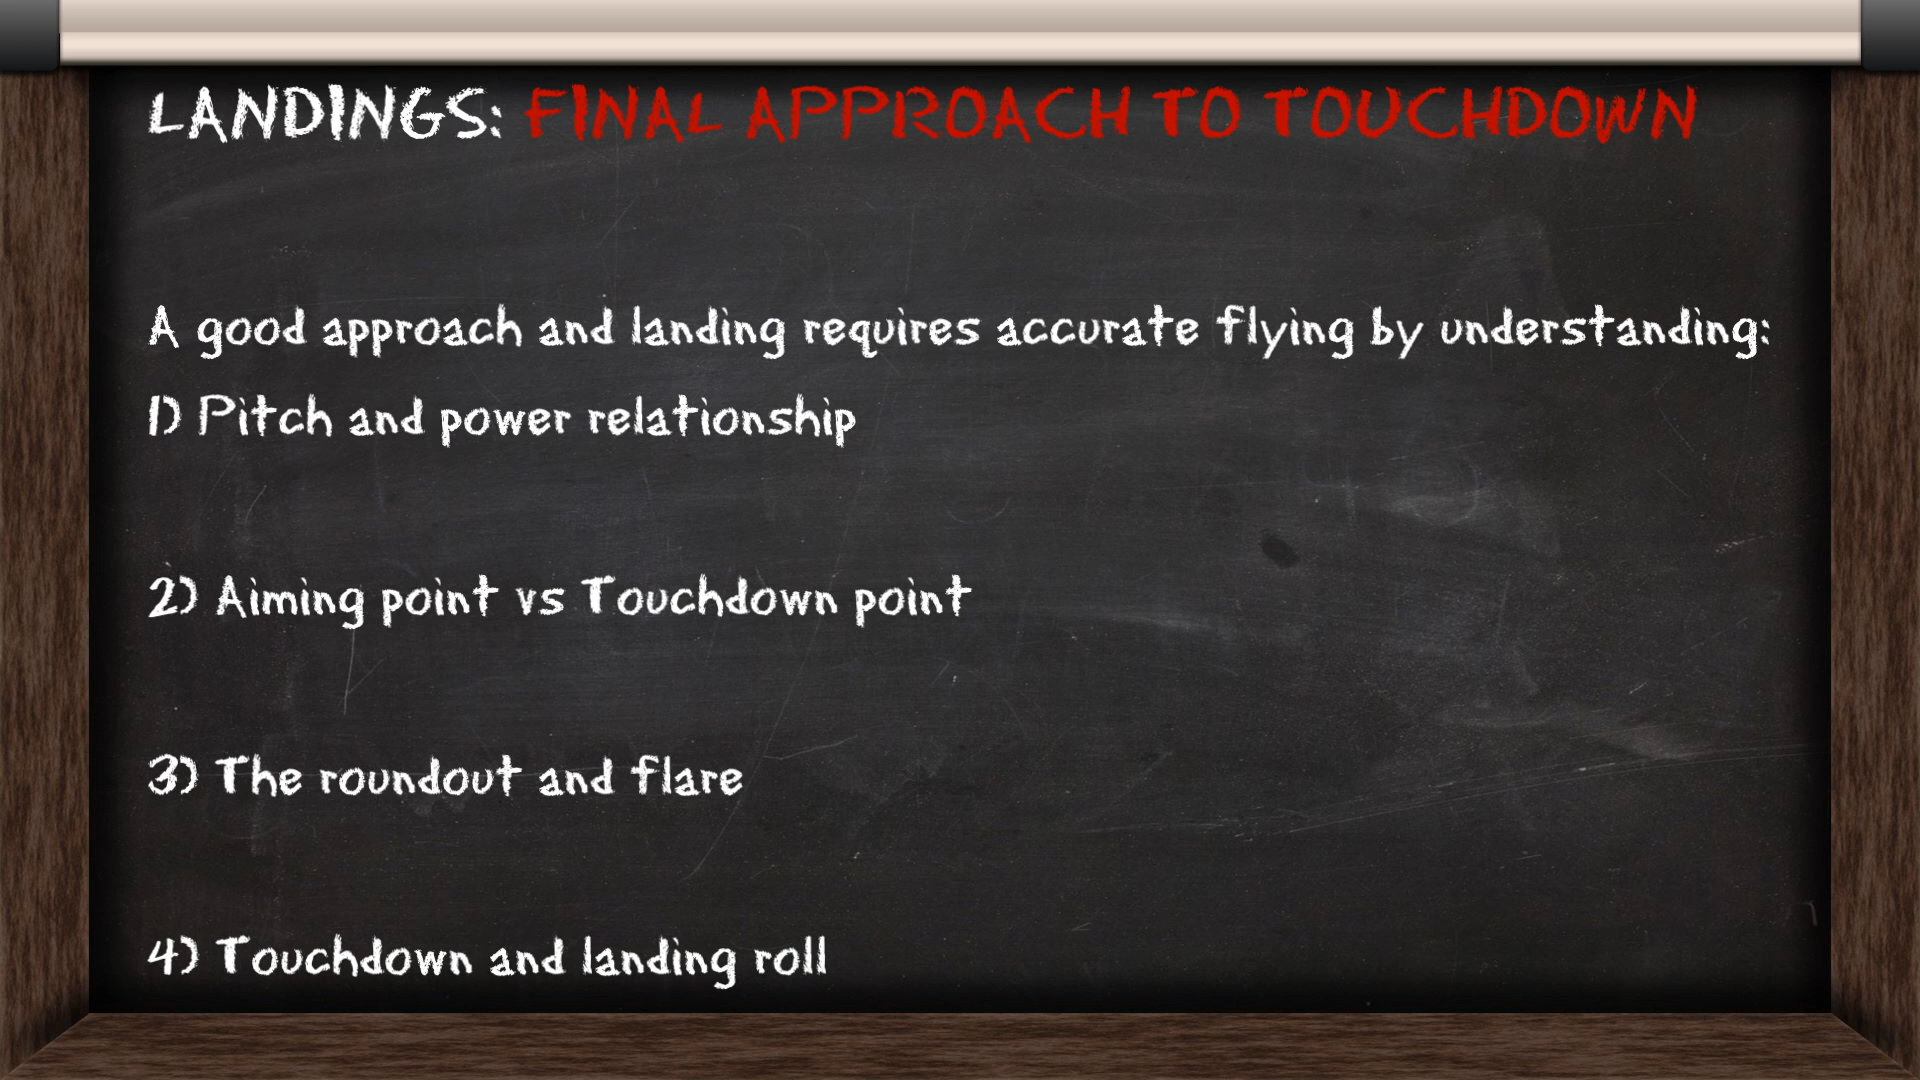 LANDINGS: FINAL APPROACH TO TOUCHDOWN
A good approach and landing requires accurate flying by understanding:
1) Pitch and power relationship
2) Aiming point vs Touchdown point
3) The roundout and flare
4) Touchdown and landing roll